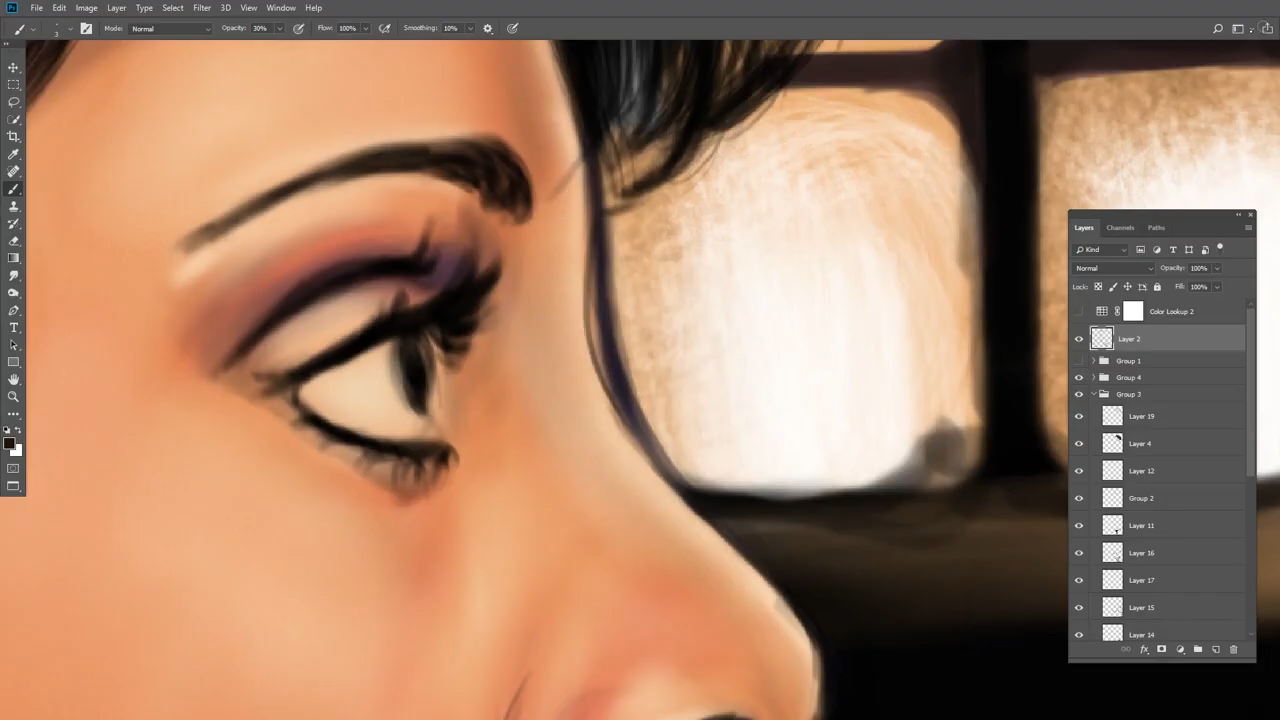 Ps File Edit Image Layer Type Select Filter 3D View Window Help
3 Mode: Normal Opacity: 30% Flow: 100% Smoothing: 10%
Layers Channels Paths
Kind
Normal Opacity: 100%
Lock: Fill: 100%
Color Lookup 2
Layer 2
Group 1
Group 4
Group 3
Layer 19
Layer 4
Layer 12
Group 2
Layer 11
Layer 16
Layer 17
Layer 15
Layer 14
fx